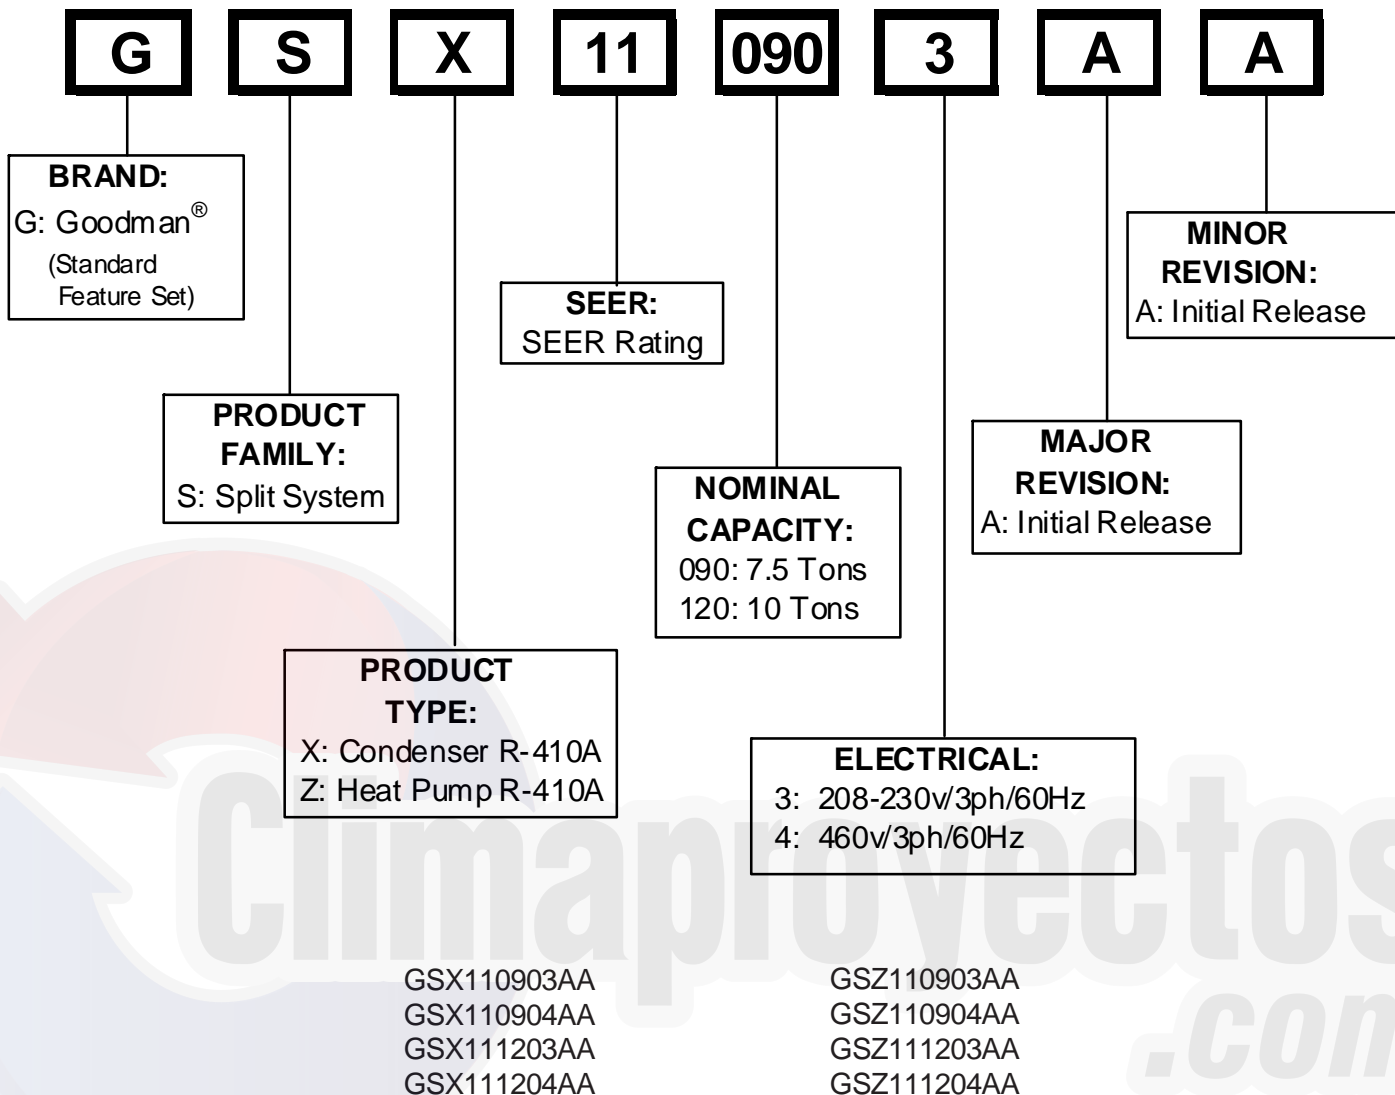 G S X 11 090 3 A A
BRAND:
G: Goodman®
(Standard
Feature Set)
PRODUCT
FAMILY:
S: Split System
PRODUCT
TYPE:
X: Condenser R-410A
Z: Heat Pump R-410A
SEER:
SEER Rating
NOMINAL
CAPACITY:
090: 7.5 Tons
120: 10 Tons
ELECTRICAL:
3: 208-230v/3ph/60Hz
4: 460v/3ph/60Hz
MAJOR
REVISION:
A: Initial Release
MINOR
REVISION:
A: Initial Release
GSX110903AA
GSX110904AA
GSX111203AA
GSX111204AA
GSZ110903AA
GSZ110904AA
GSZ111203AA
GSZ111204AA
Climaproyectos
.com